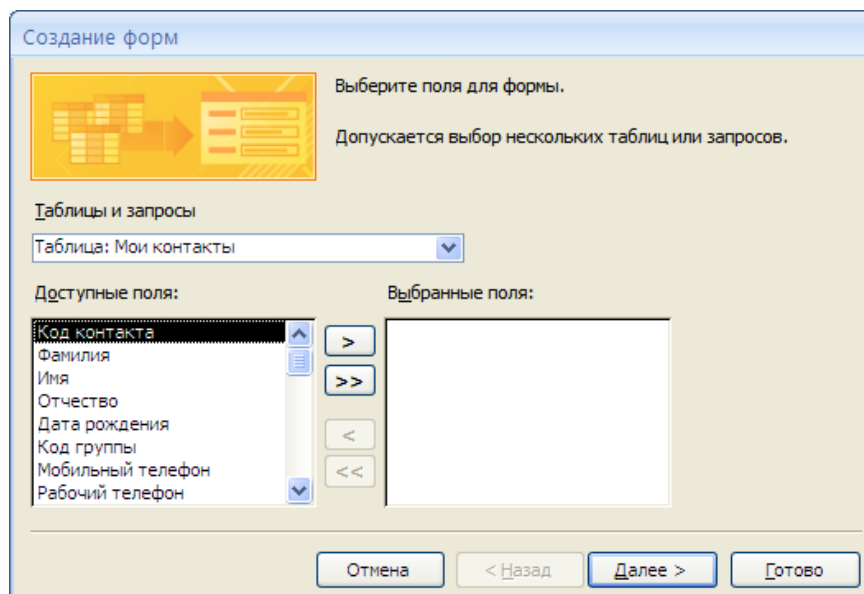 Создание форм
Выберите поля для формы.
Допускается выбор нескольких таблиц или запросов.
Таблицы и запросы
Таблица: Мои контакты
Доступные поля:
Выбранные поля:
Код контакта
Фамилия
Имя
Отчество
Дата рождения
Код группы
Мобильный телефон
Рабочий телефон
>
>>
<
<<
Отмена
< Назад
Далее >
Готово